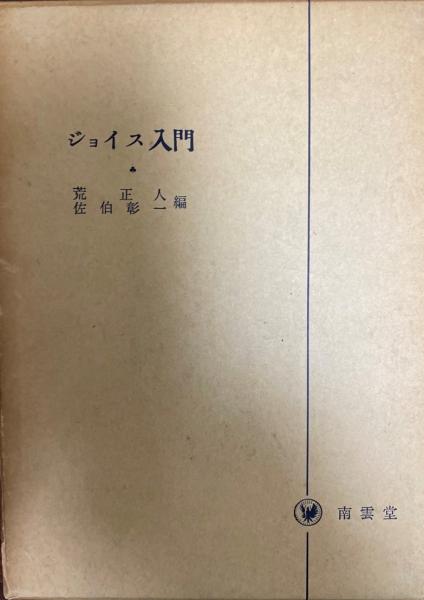 ジョイス入門
荒正人
佐伯彰一 編
南雲堂